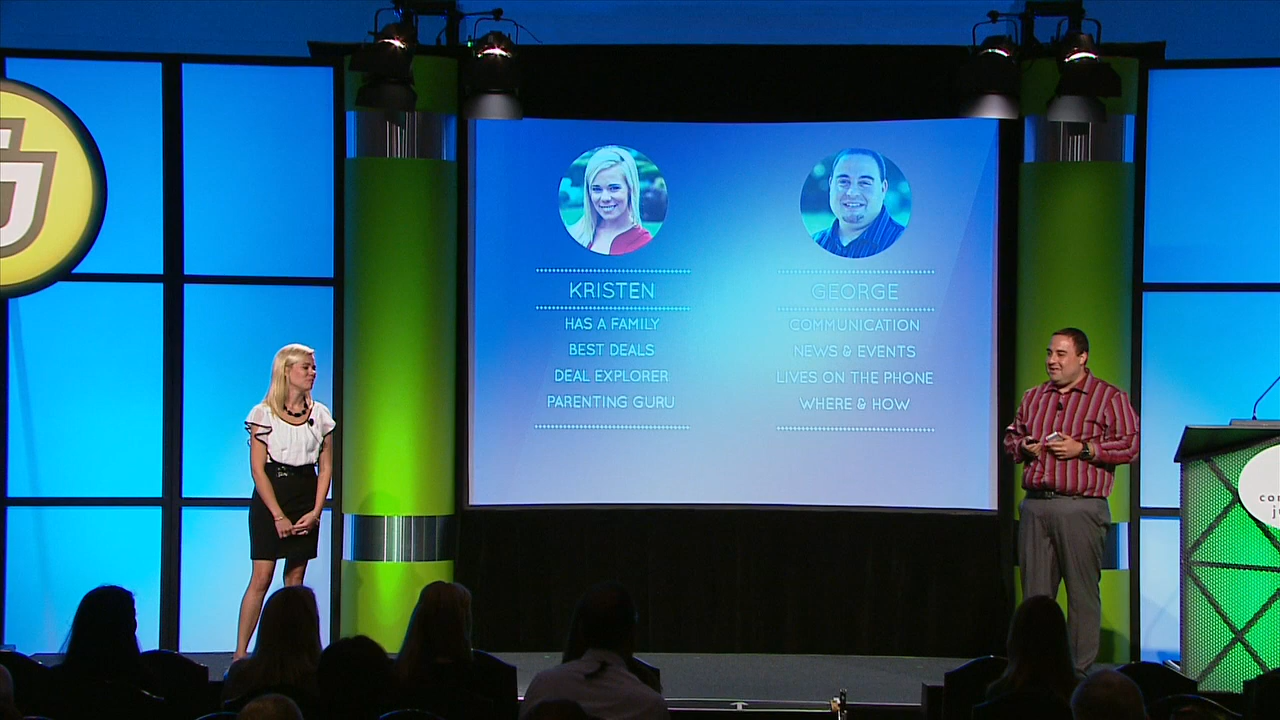 KRISTEN
HAS A FAMILY
BEST DEALS
DEAL EXPLORER
PARENTING GURU
GEORGE
COMMUNICATION
NEWS & EVENTS
LIVES ON THE PHONE
WHERE & HOW